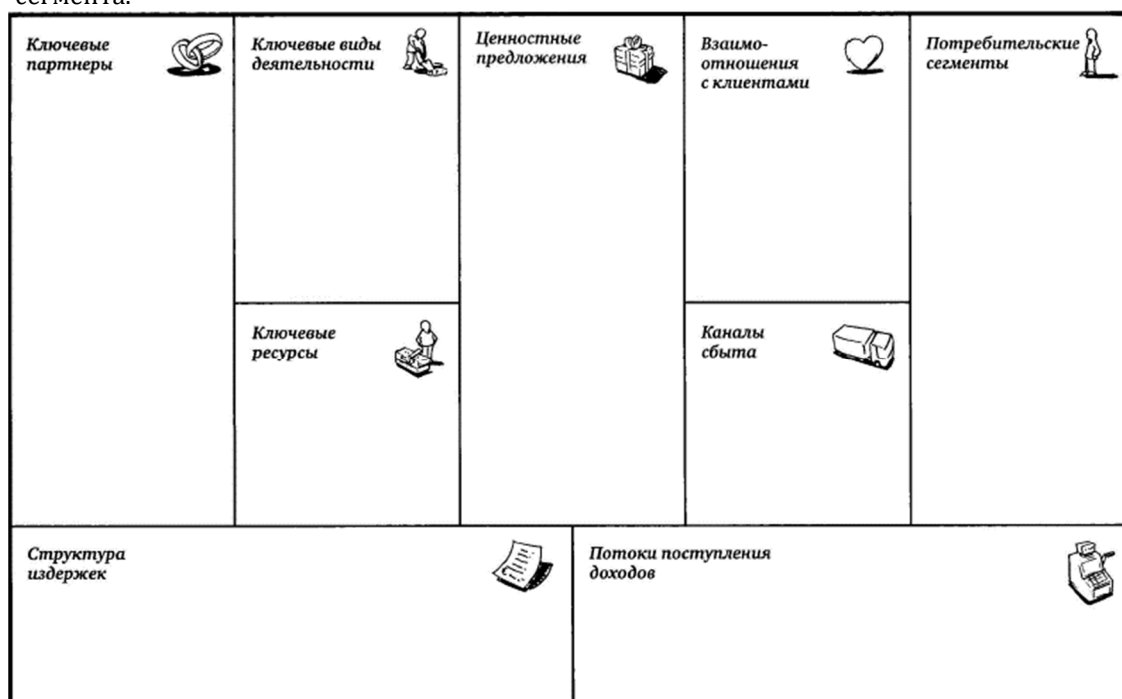 сегмента.
Ключевые
партнеры
Ключевые виды
деятельности
Ценностные
предложения
Взаимо-
отношения
с клиентами
Потребительские
сегменты
Ключевые
ресурсы
Каналы
сбыта
Структура
издержек
Потоки поступления
доходов